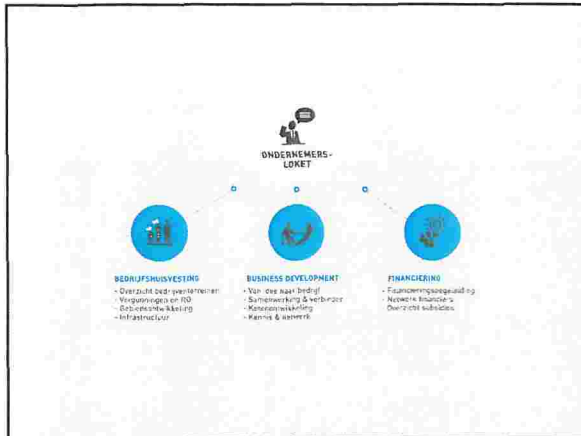 ONDERNEMERS-
LOKET
BEDRIJFSHUISVESTING
- Overzicht bedrijventerreinen
- Vergunningen en RO
- Gebiedsontwikkeling
- Infrastructuur
BUSINESS DEVELOPMENT
- Van idee naar bedrijf
- Samenwerking & verbinden
- Ketenontwikkeling
- Kennis & netwerk
FINANCIERING
- Financieringsbegeleiding
- Netwerk financiers
Overzicht subsidies